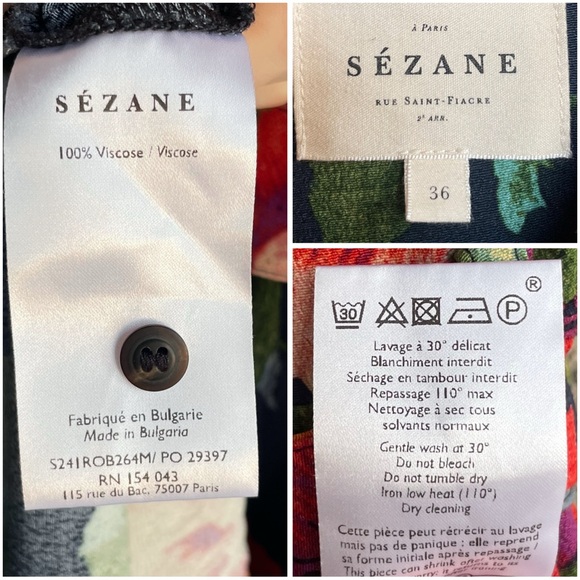 SÉZANE
100% Viscose / Viscose
Fabriqué en Bulgarie
Made in Bulgaria
S241ROB264M/ PO 29397
RN 154 043
115 rue du Bac, 75007 Paris
À PARIS
SÉZANE
RUE SAINT-FIACRE
2E ARR.
36
®
30 P
Lavage à 30° délicat
Blanchiment interdit
Séchage en tambour interdit
Repassage 110° max
Nettoyage à sec tous
solvants normaux
Gentle wash at 30°
Do not bleach
Do not tumble dry
Iron low heat (110°)
Dry cleaning
Cette pièce peut rétrécir au lavage
mais pas de panique : elle reprend
sa forme initiale après repassage !
This piece can shrink after